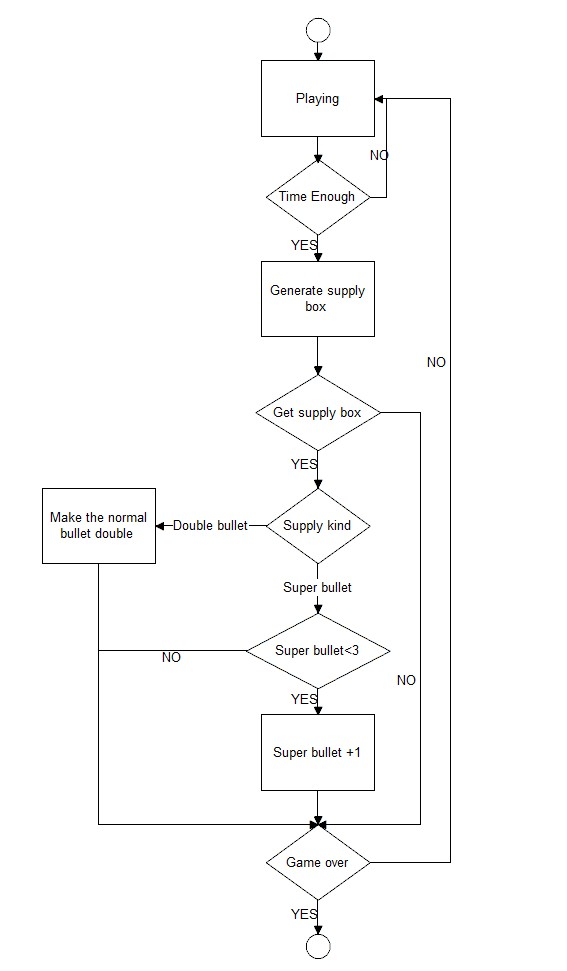 Playing
NO
Time Enough
YES
Generate supply
box
NO
Get supply box
YES
Make the normal
bullet double
Double bullet
Supply kind
Super bullet
Super bullet<3
NO
NO
YES
Super bullet +1
Game over
YES